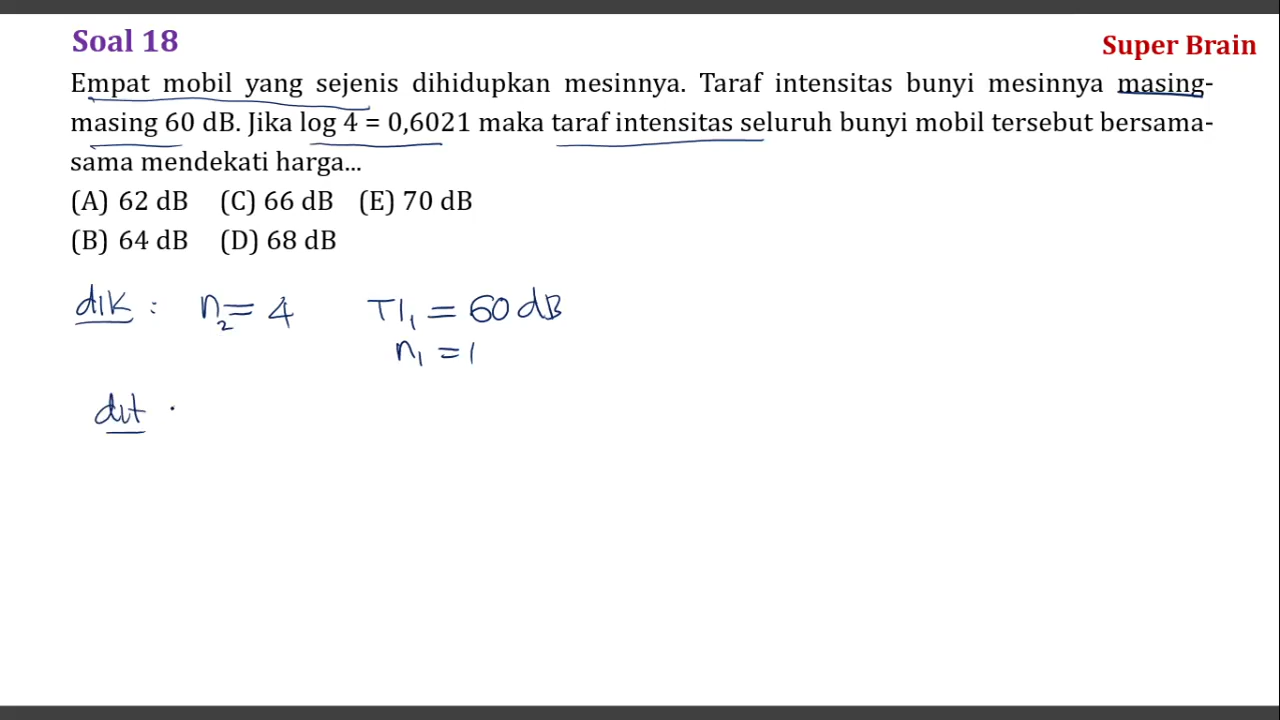 Soal 18
Super Brain
Empat mobil yang sejenis dihidupkan mesinnya. Taraf intensitas bunyi mesinnya masing-
masing 60 dB. Jika log 4 = 0,6021 maka taraf intensitas seluruh bunyi mobil tersebut bersama-
sama mendekati harga...
(A) 62 dB (C) 66 dB (E) 70 dB
(B) 64 dB (D) 68 dB
dik : n₂ = 4 TI₁ = 60 dB
n₁ = 1
dit .